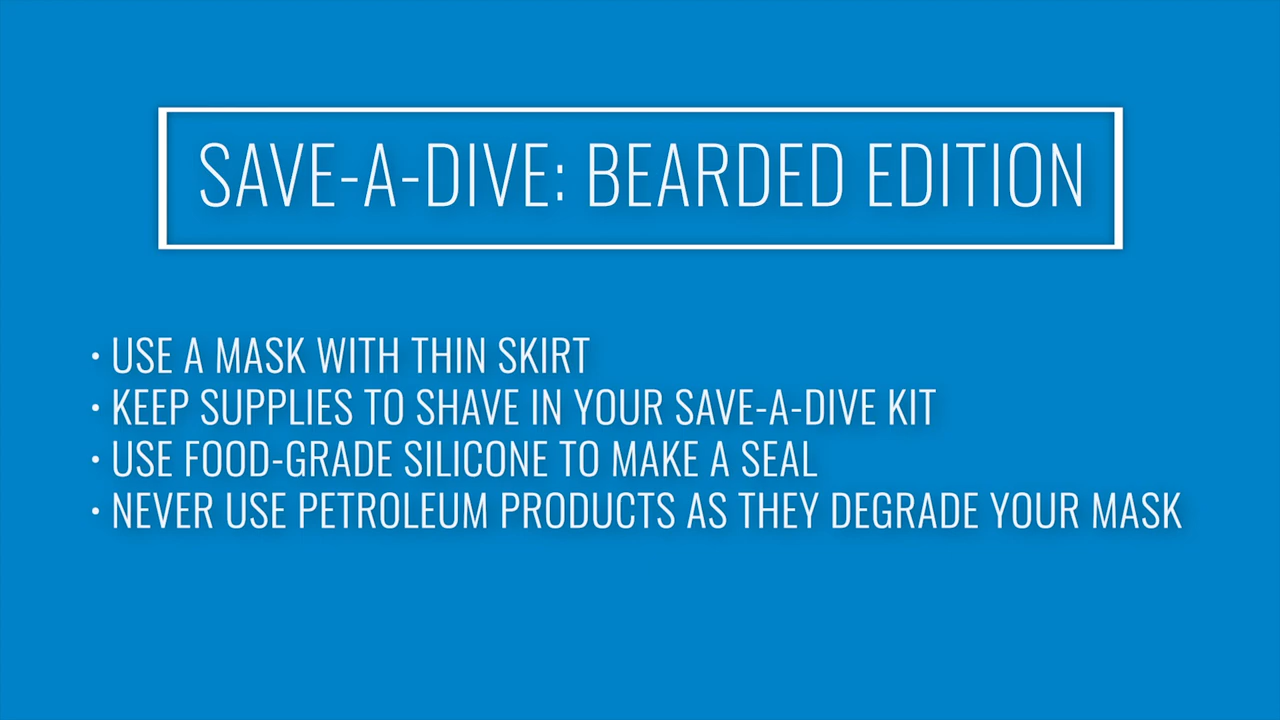 SAVE-A-DIVE: BEARDED EDITION
• USE A MASK WITH THIN SKIRT
• KEEP SUPPLIES TO SHAVE IN YOUR SAVE-A-DIVE KIT
• USE FOOD-GRADE SILICONE TO MAKE A SEAL
• NEVER USE PETROLEUM PRODUCTS AS THEY DEGRADE YOUR MASK